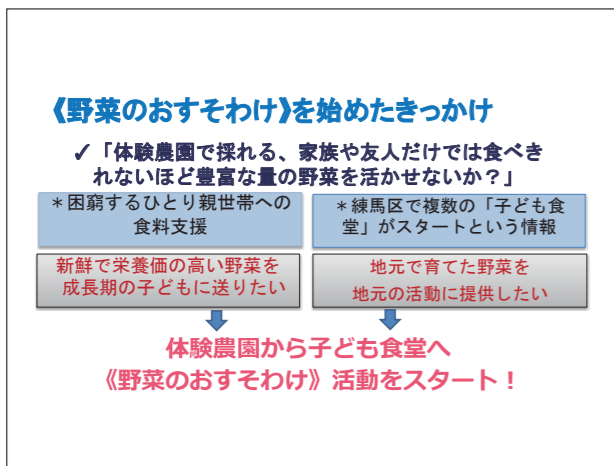 《野菜のおすそわけ》を始めたきっかけ
✓「体験農園で採れる、家族や友人だけでは食べき
れないほど豊富な量の野菜を活かせないか？」
＊困窮するひとり親世帯への
食料支援
＊練馬区で複数の「子ども食
堂」がスタートという情報
新鮮で栄養価の高い野菜を
成長期の子どもに送りたい
地元で育てた野菜を
地元の活動に提供したい
体験農園から子ども食堂へ
《野菜のおすそわけ》活動をスタート！